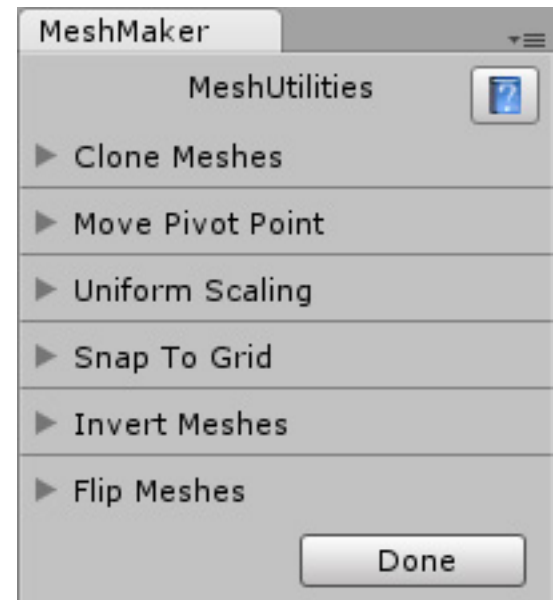 MeshMaker
MeshUtilities
?
Clone Meshes
Move Pivot Point
Uniform Scaling
Snap To Grid
Invert Meshes
Flip Meshes
Done